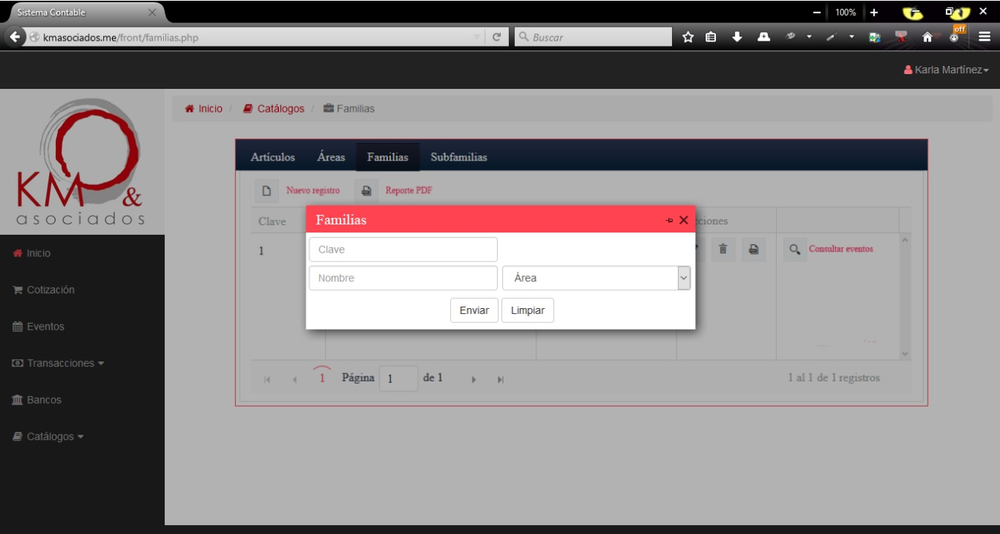 Sistema Contable
100%
kmasociados.me/front/familias.php
Buscar
off
Karla Martínez
Inicio / Catálogos / Familias
KM &
asociados
Artículos Áreas Familias Subfamilias
Nuevo registro Reporte PDF
Clave
Familias
Clave
Nombre Área
Enviar Limpiar
1 Consultar eventos
1 Página 1 de 1 1 al 1 de 1 registros
Inicio
Cotización
Eventos
Transacciones
Bancos
Catálogos